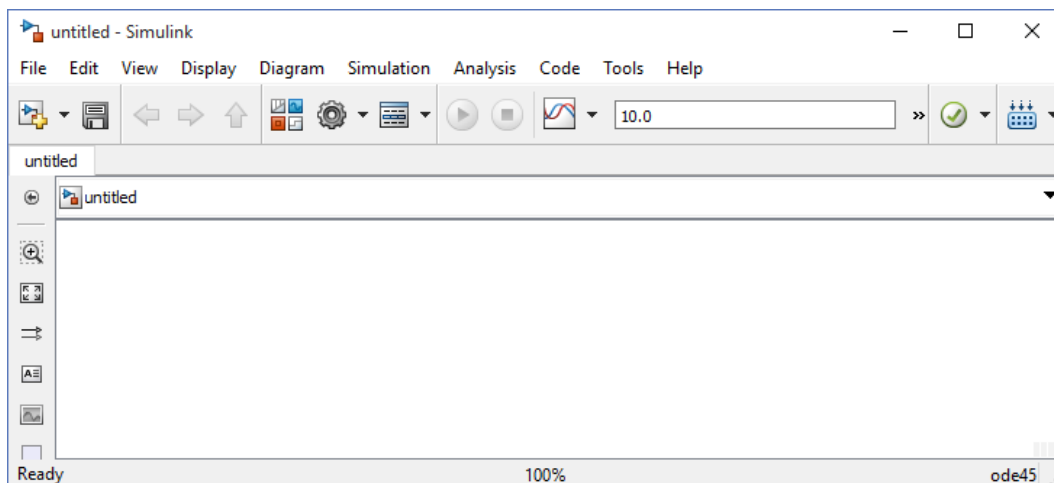 untitled - Simulink
File Edit View Display Diagram Simulation Analysis Code Tools Help
10.0 »
untitled
untitled
A
Ready 100% ode45